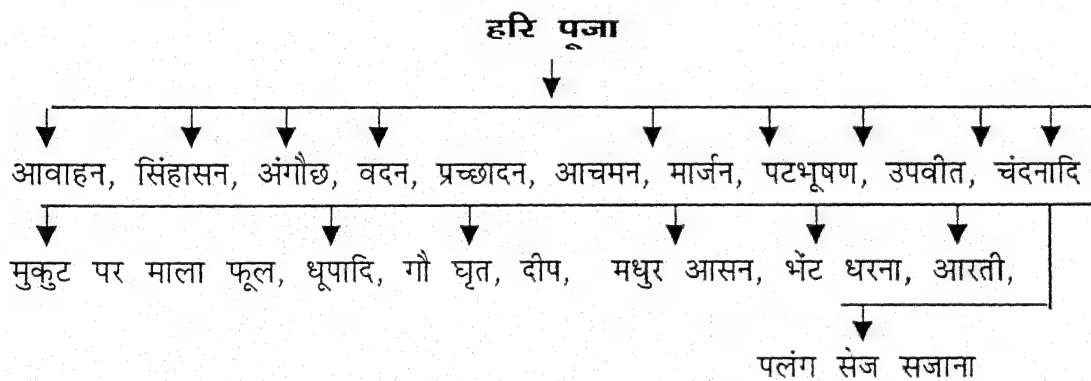 हरि पूजा
आवाहन, सिंहासन, अंगौछ, वदन, प्रच्छादन, आचमन, मार्जन, पटभूषण, उपवीत, चंदनादि
मुकुट पर माला फूल, धूपादि, गौ घृत, दीप, मधुर आसन, भेंट धरना, आरती,
पलंग सेज सजाना